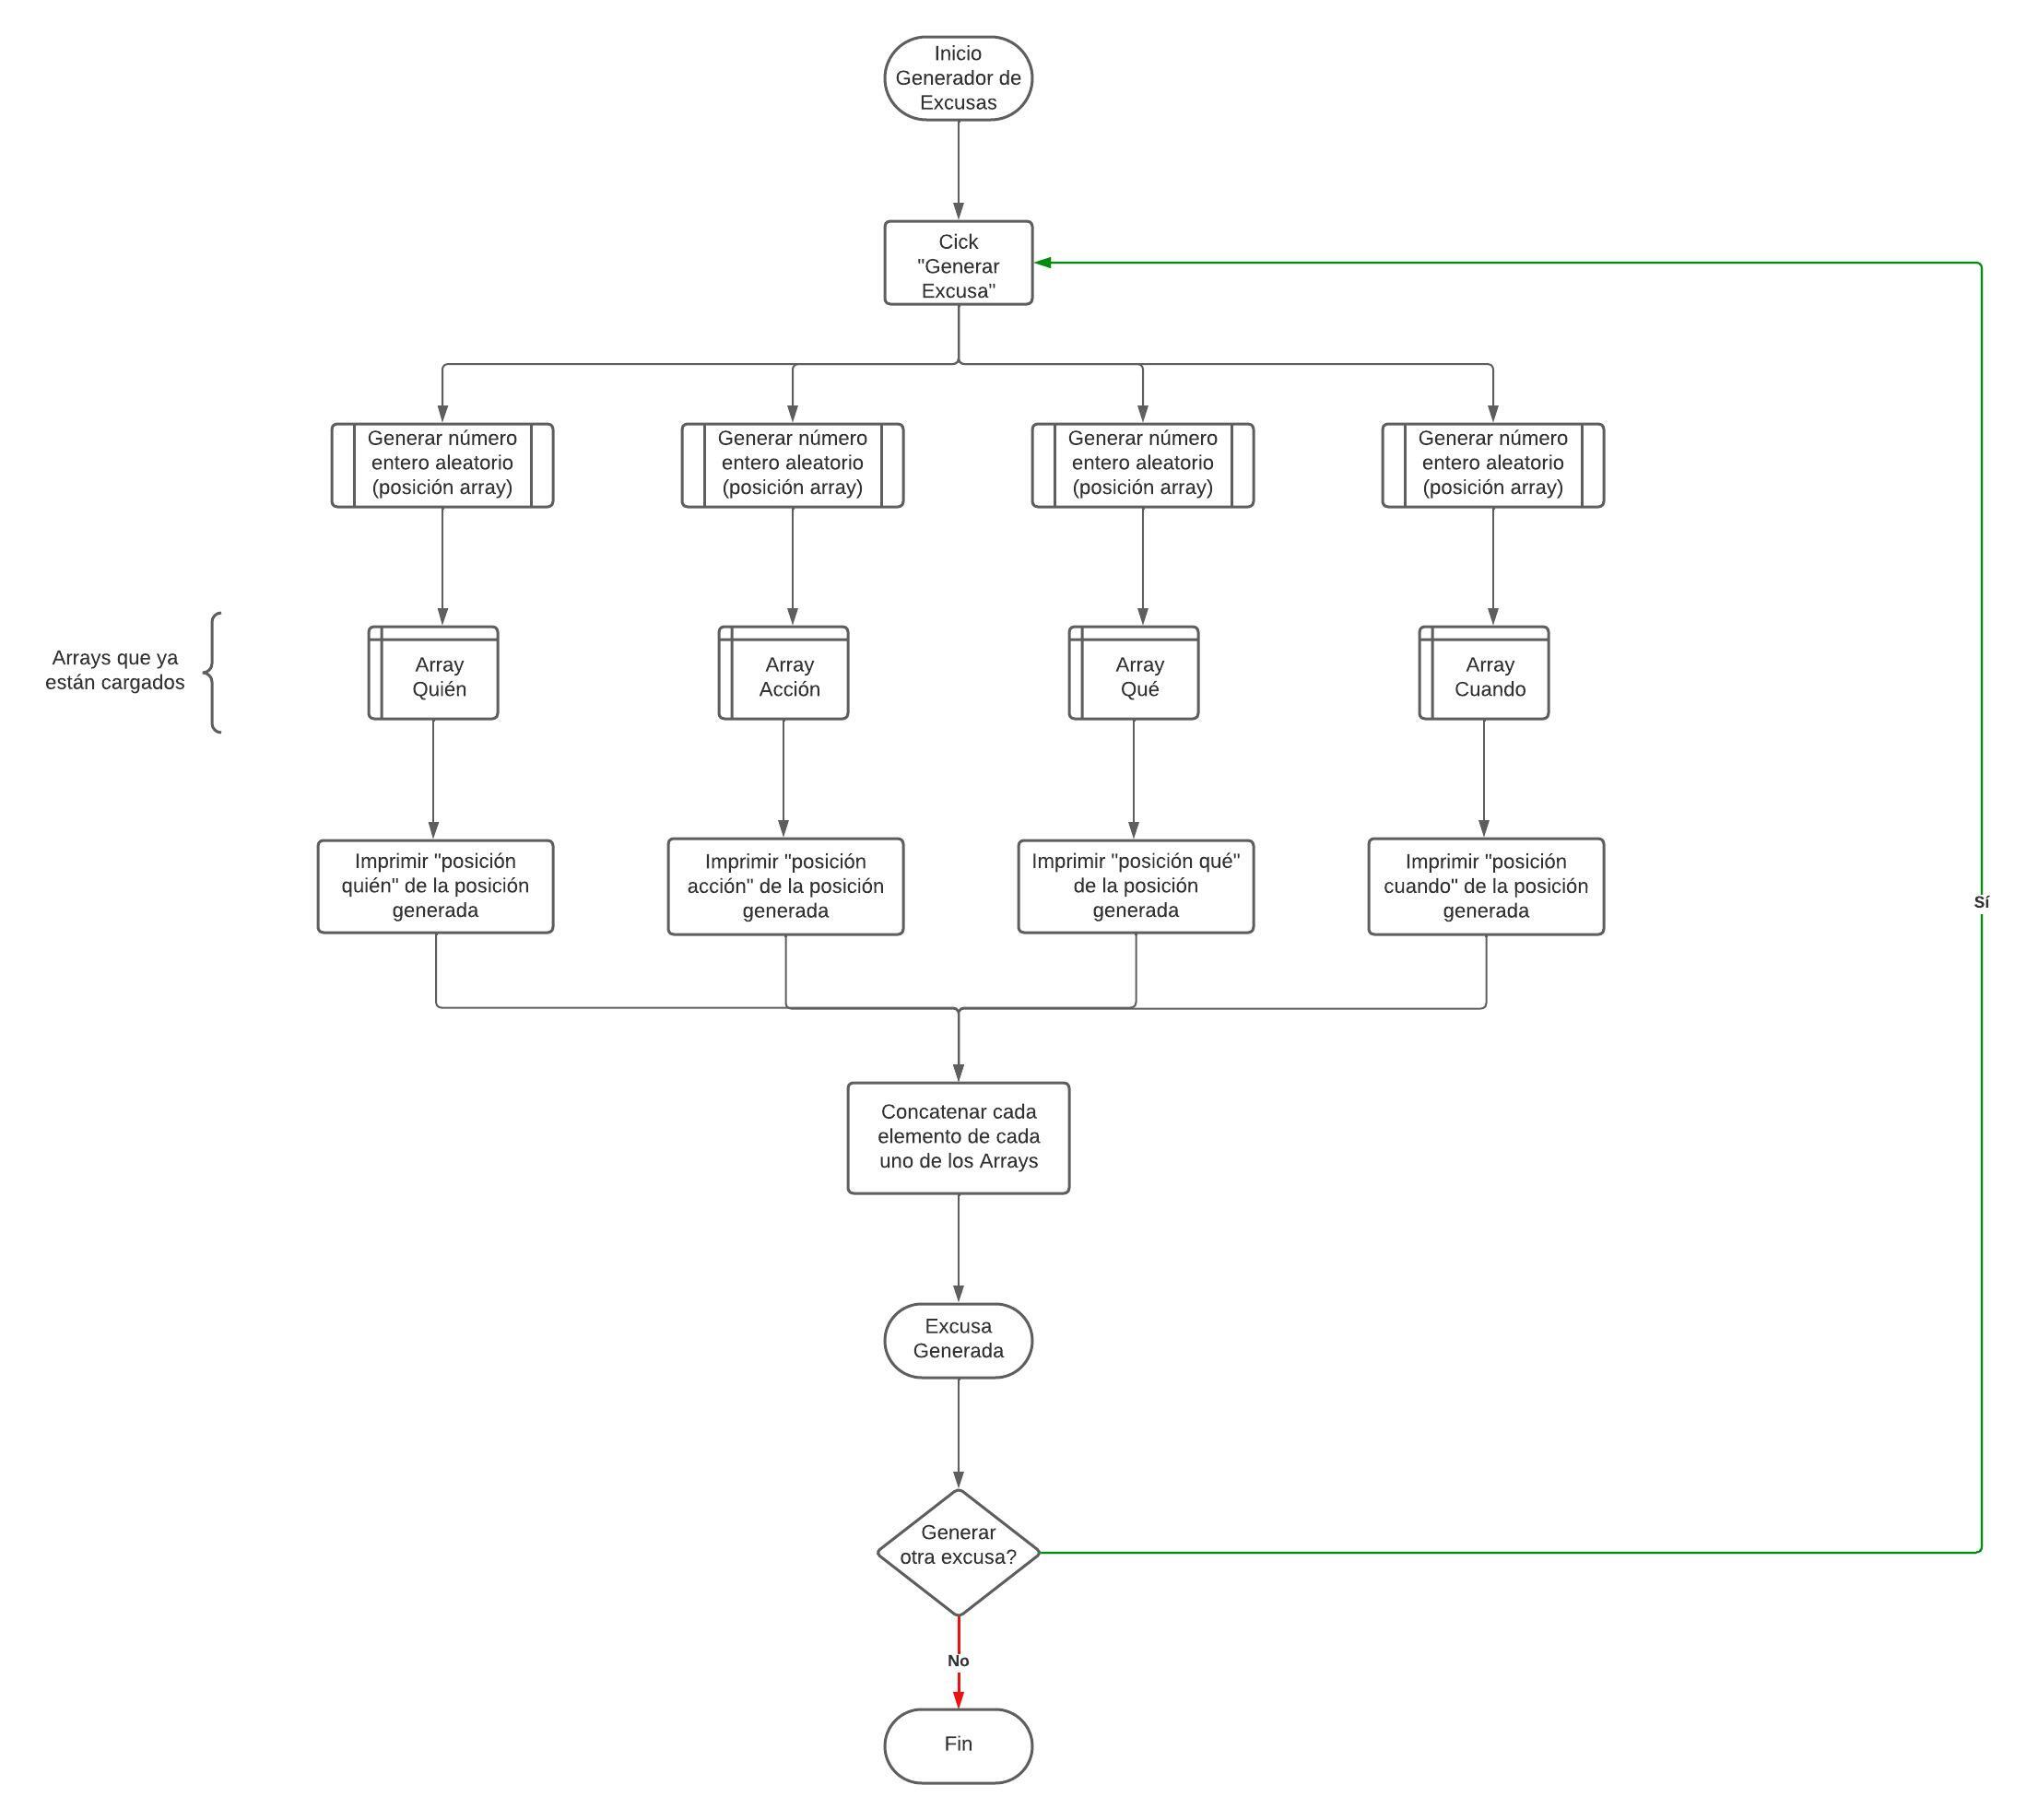 Inicio
Generador de
Excusas
Cick
"Generar
Excusa"
Generar número
entero aleatorio
(posición array)
Generar número
entero aleatorio
(posición array)
Generar número
entero aleatorio
(posición array)
Generar número
entero aleatorio
(posición array)
Arrays que ya
están cargados
Array
Quién
Array
Acción
Array
Qué
Array
Cuando
Imprimir "posición
quién" de la posición
generada
Imprimir "posición
acción" de la posición
generada
Imprimir "posición qué"
de la posición
generada
Imprimir "posición
cuando" de la posición
generada
Sí
Concatenar cada
elemento de cada
uno de los Arrays
Excusa
Generada
Generar
otra excusa?
No
Fin